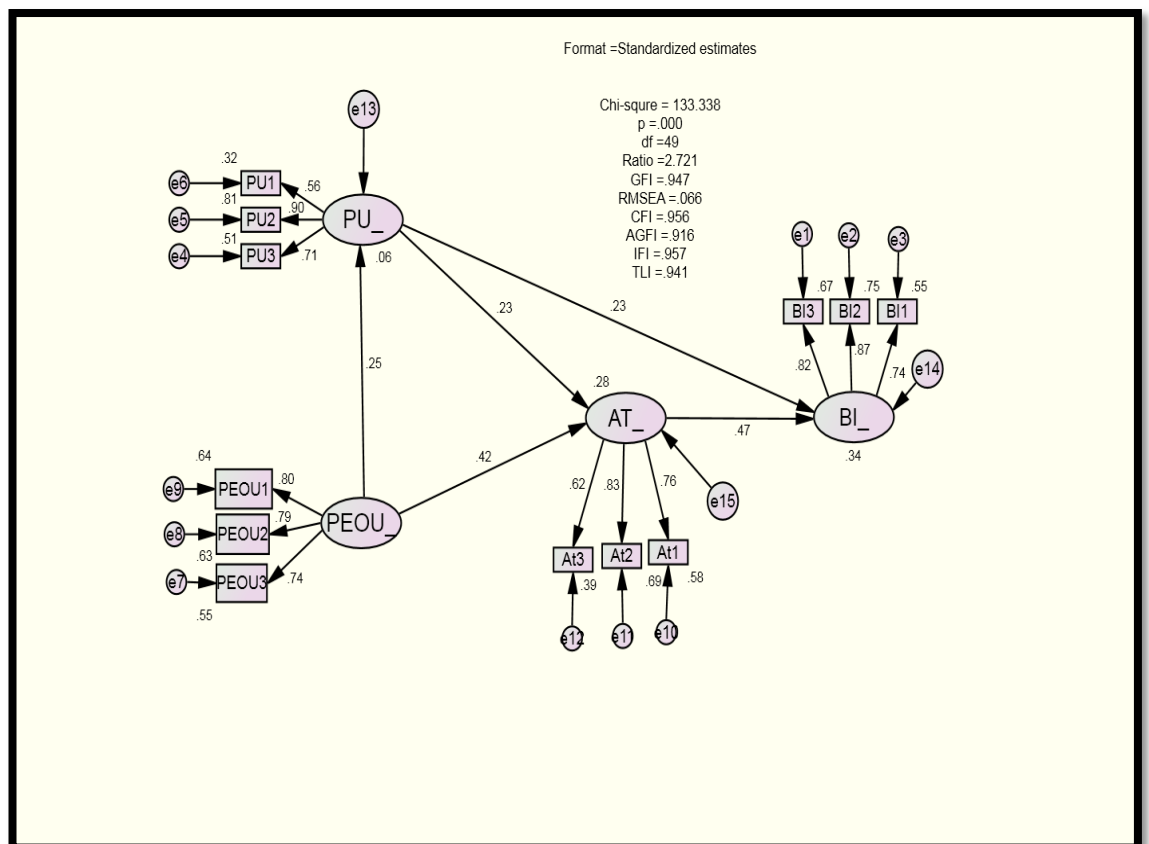 Format =Standardized estimates
Chi-squre = 133.338
p =.000
df =49
Ratio =2.721
GFI =.947
RMSEA =.066
CFI =.956
AGFI =.916
IFI =.957
TLI =.941
e13
.32
e6
PU1
.56
.81
e5
PU2
.90
PU_
.51
e4
PU3
.71
.06
e1
e2
e3
.67
.75
.55
BI3
BI2
BI1
.82
.87
.74
e14
.23
.23
.25
.28
AT_
.47
BI_
.34
.42
.64
e9
PEOU1
.80
e8
PEOU2
.79
PEOU_
.63
e7
PEOU3
.74
.55
.62
.83
.76
e15
At3
At2
At1
.39
.69
.58
e12
e11
e10